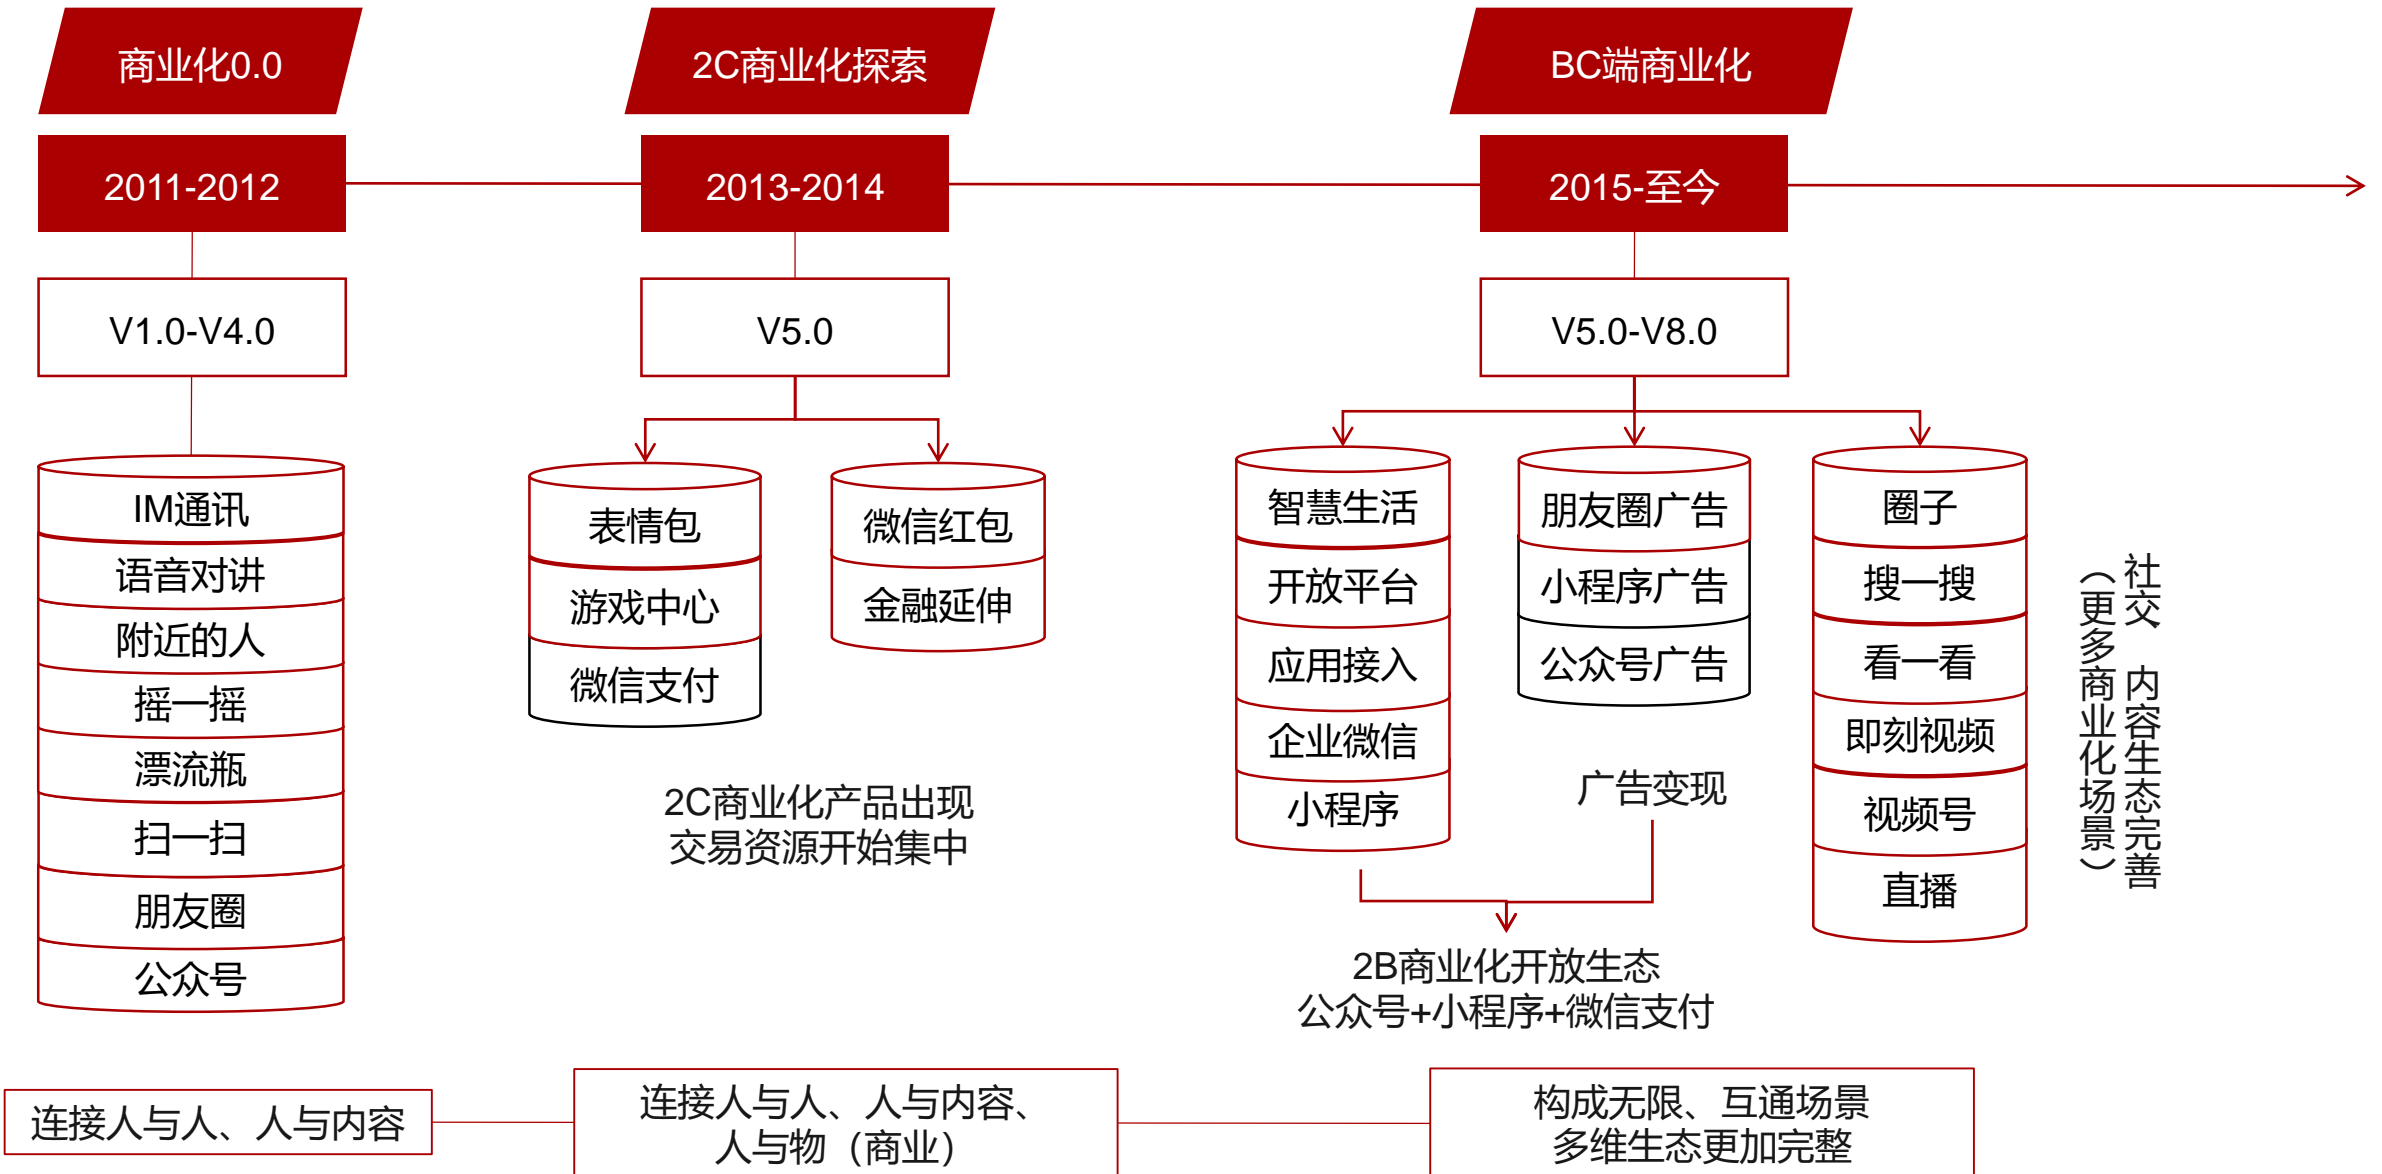 商业化0.0
2C商业化探索
BC端商业化
2011-2012
2013-2014
2015-至今
V1.0-V4.0
V5.0
V5.0-V8.0
IM通讯
语音对讲
附近的人
摇一摇
漂流瓶
扫一扫
朋友圈
公众号
表情包
游戏中心
微信支付
微信红包
金融延伸
2C商业化产品出现
交易资源开始集中
智慧生活
开放平台
应用接入
企业微信
小程序
朋友圈广告
小程序广告
公众号广告
广告变现
圈子
搜一搜
看一看
即刻视频
视频号
直播
社交 内容生态完善
（更多商业化场景）
2B商业化开放生态
公众号+小程序+微信支付
连接人与人、人与内容
连接人与人、人与内容、
人与物（商业）
构成无限、互通场景
多维生态更加完整